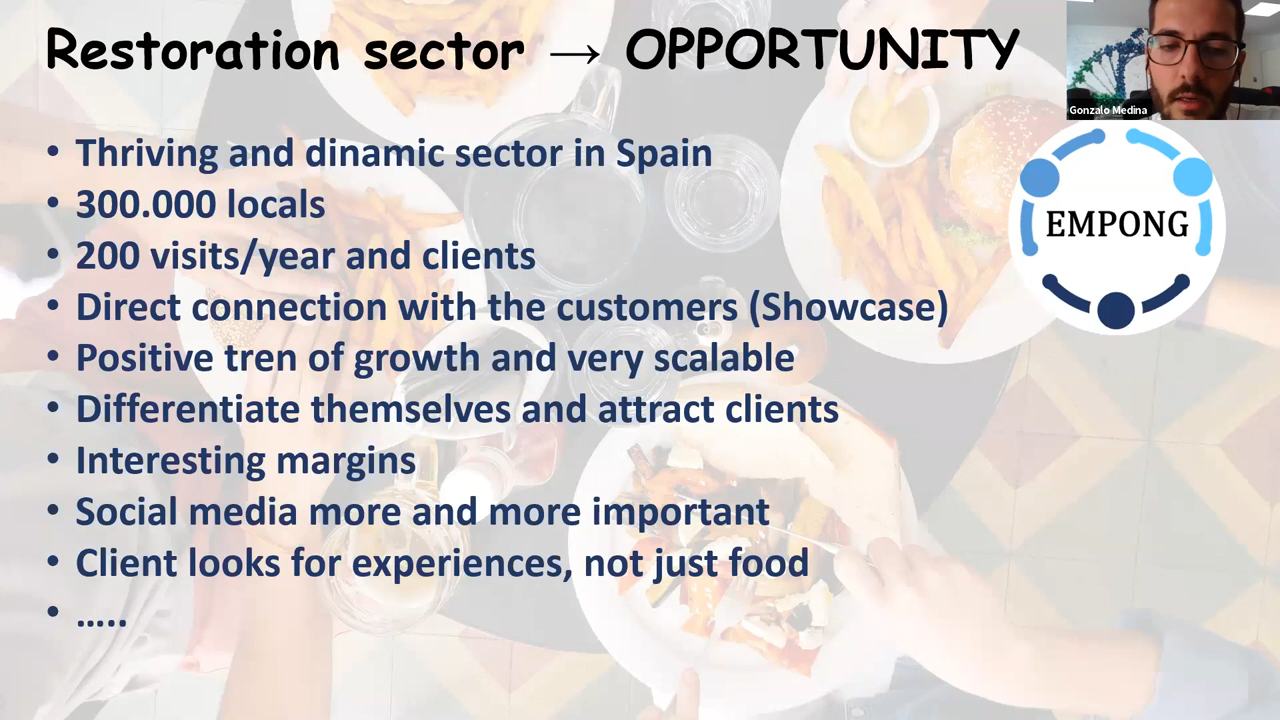 Restoration sector → OPPORTUNITY
Gonzalo Medina
• Thriving and dinamic sector in Spain
• 300.000 locals
• 200 visits/year and clients
EMPONG
• Direct connection with the customers (Showcase)
• Positive tren of growth and very scalable
• Differentiate themselves and attract clients
• Interesting margins
• Social media more and more important
• Client looks for experiences, not just food
• …..